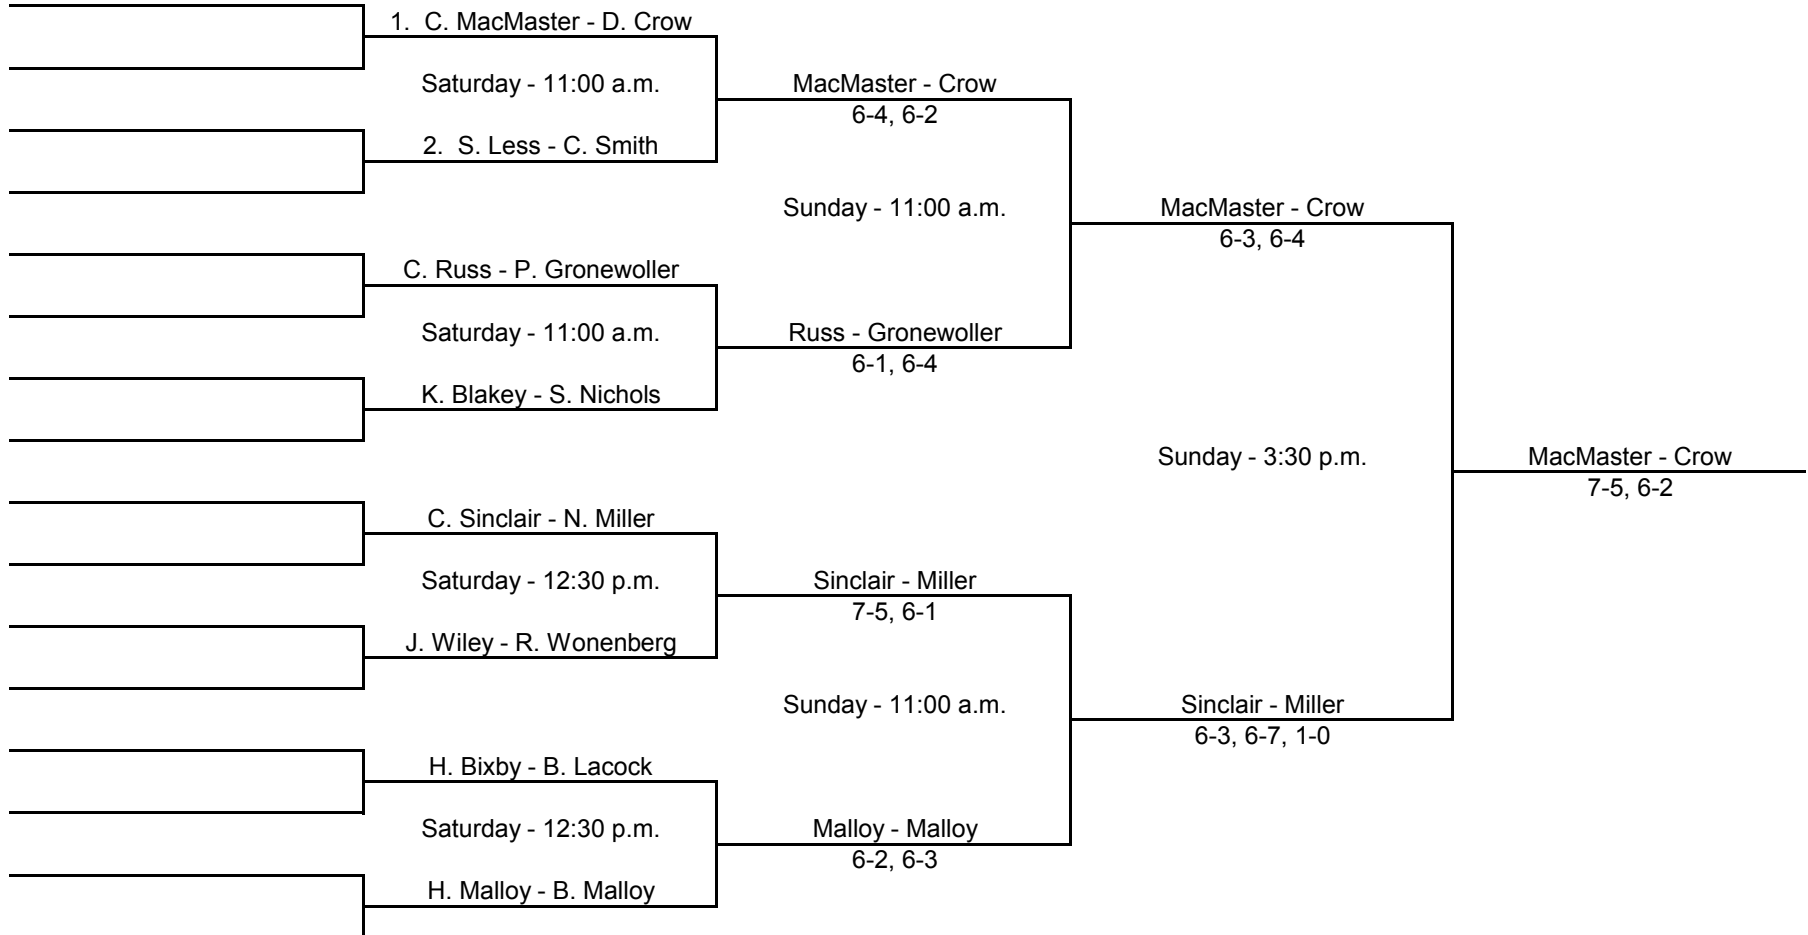 1.  C. MacMaster - D. Crow
Saturday - 11:00 a.m.
2.  S. Less - C. Smith
C. Russ - P. Gronewoller
Saturday - 11:00 a.m.
K. Blakey - S. Nichols
C. Sinclair - N. Miller
Saturday - 12:30 p.m.
J. Wiley - R. Wonenberg
H. Bixby - B. Lacock
Saturday - 12:30 p.m.
H. Malloy - B. Malloy
MacMaster - Crow
6-4, 6-2
Sunday - 11:00 a.m.
Russ - Gronewoller
6-1, 6-4
Sinclair - Miller
7-5, 6-1
Sunday - 11:00 a.m.
Malloy - Malloy
6-2, 6-3
MacMaster - Crow
6-3, 6-4
Sunday - 3:30 p.m.
Sinclair - Miller
6-3, 6-7, 1-0
MacMaster - Crow
7-5, 6-2